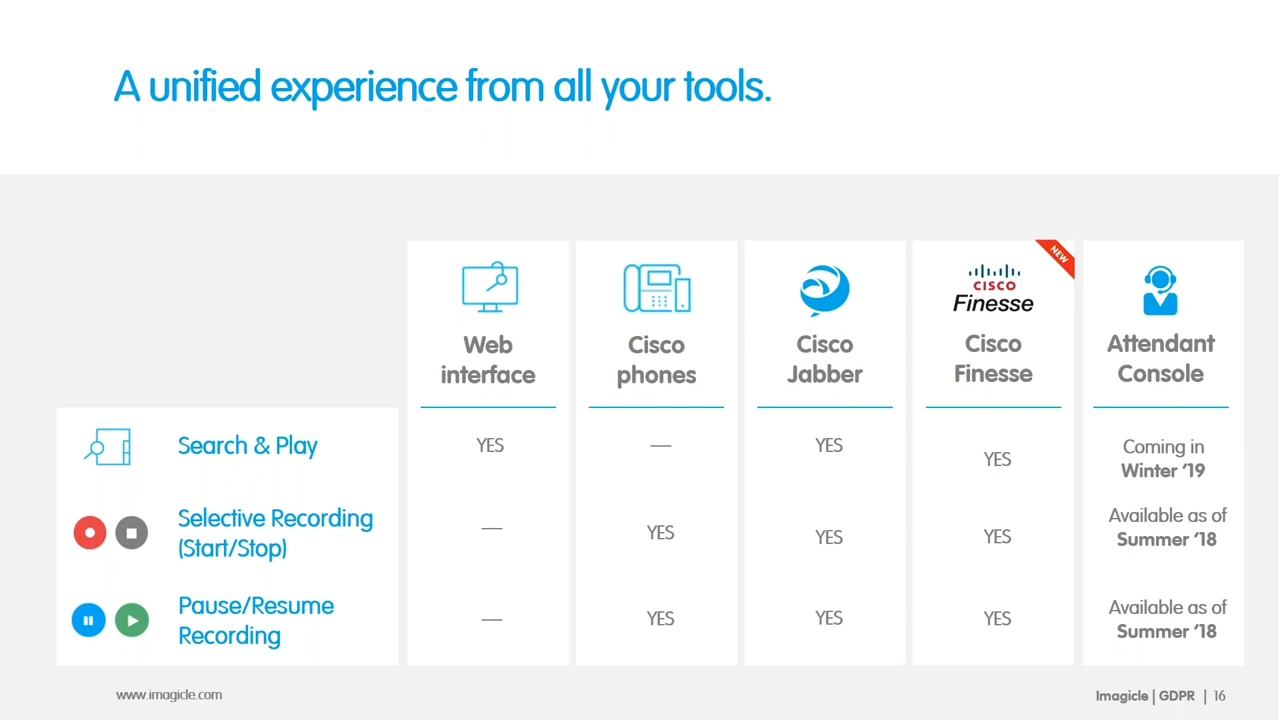 A unified experience from all your tools.
NEW
CISCO
Finesse
Web
interface
Cisco
phones
Cisco
Jabber
Cisco
Finesse
Attendant
Console
Search & Play
YES
—
YES
YES
Coming in
Winter ‘19
Selective Recording
(Start/Stop)
—
YES
YES
YES
Available as of
Summer ‘18
Pause/Resume
Recording
—
YES
YES
YES
Available as of
Summer ‘18
www.imagicle.com
Imagicle | GDPR | 16